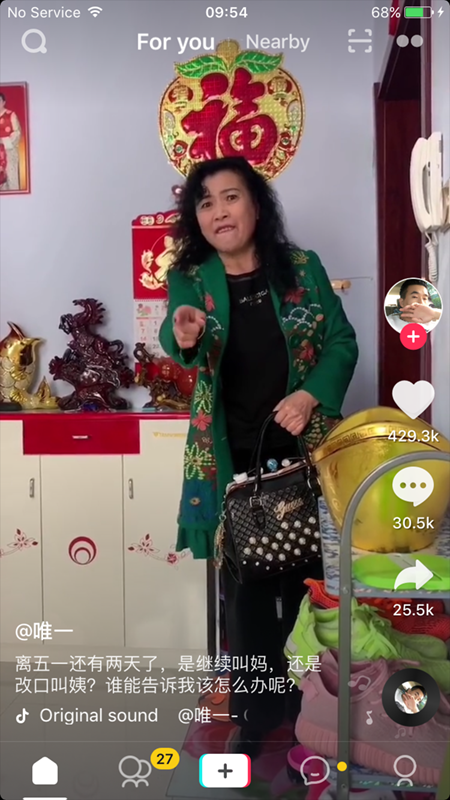 No Service 09:54 68%
For you Nearby
福
429.3k
30.5k
25.5k
@唯一
离五一还有两天了，是继续叫妈，还是
改口叫姨？谁能告诉我该怎么办呢？
Original sound @唯一- (
27